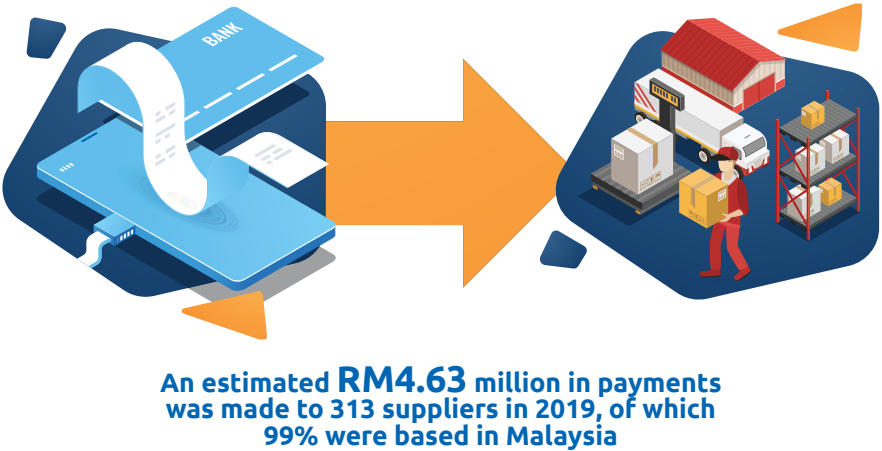 BANK
An estimated RM4.63 million in payments
was made to 313 suppliers in 2019, of which
99% were based in Malaysia